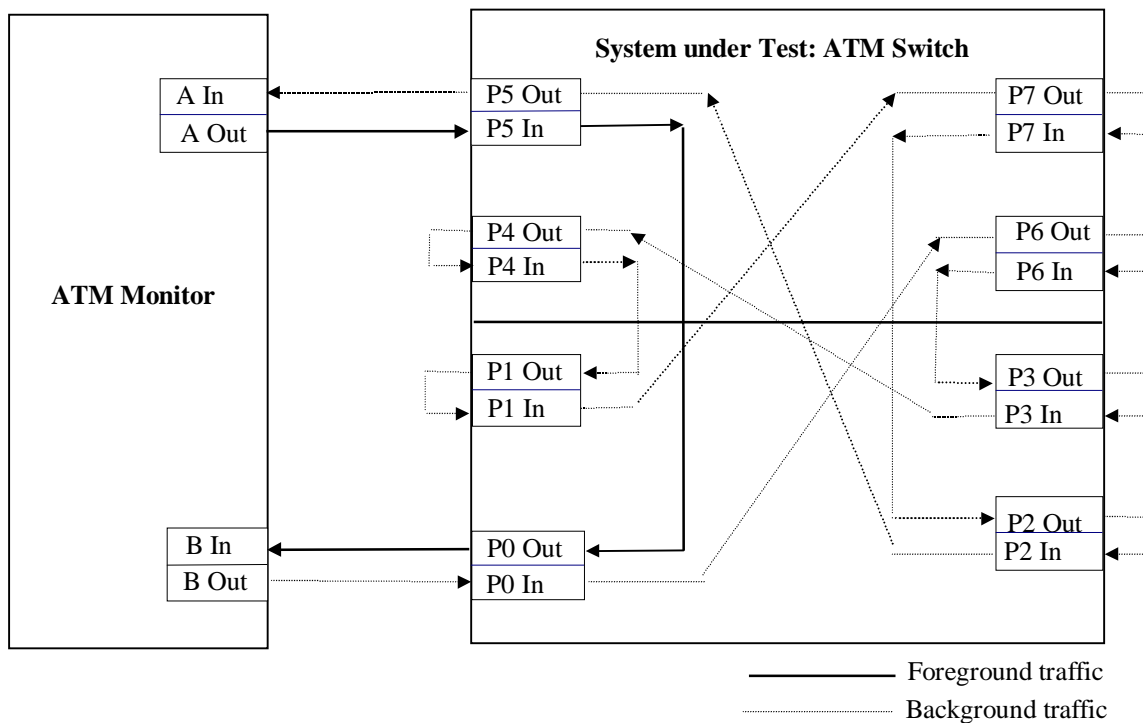 System under Test: ATM Switch
A In
A Out
P5 Out
P5 In
P7 Out
P7 In
P4 Out
P4 In
P6 Out
P6 In
ATM Monitor
P1 Out
P1 In
P3 Out
P3 In
B In
B Out
P0 Out
P0 In
P2 Out
P2 In
Foreground traffic
Background traffic